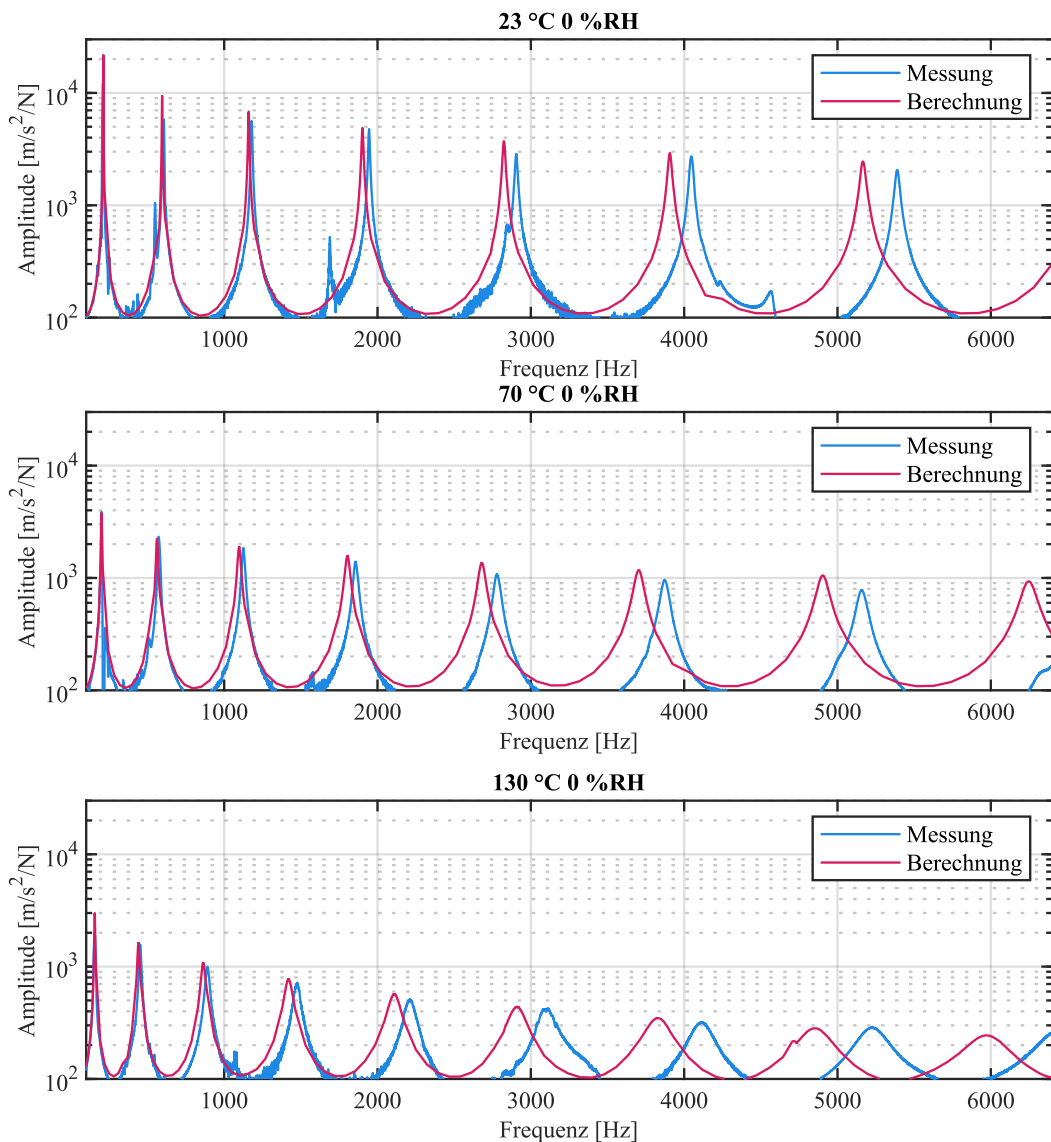 23 °C 0 %RH
Amplitude [m/s²/N]
10⁴
10³
10²
Messung
Berechnung
1000 2000 3000 4000 5000 6000
Frequenz [Hz]
70 °C 0 %RH
Amplitude [m/s²/N]
10⁴
10³
10²
Messung
Berechnung
1000 2000 3000 4000 5000 6000
Frequenz [Hz]
130 °C 0 %RH
Amplitude [m/s²/N]
10⁴
10³
10²
Messung
Berechnung
1000 2000 3000 4000 5000 6000
Frequenz [Hz]